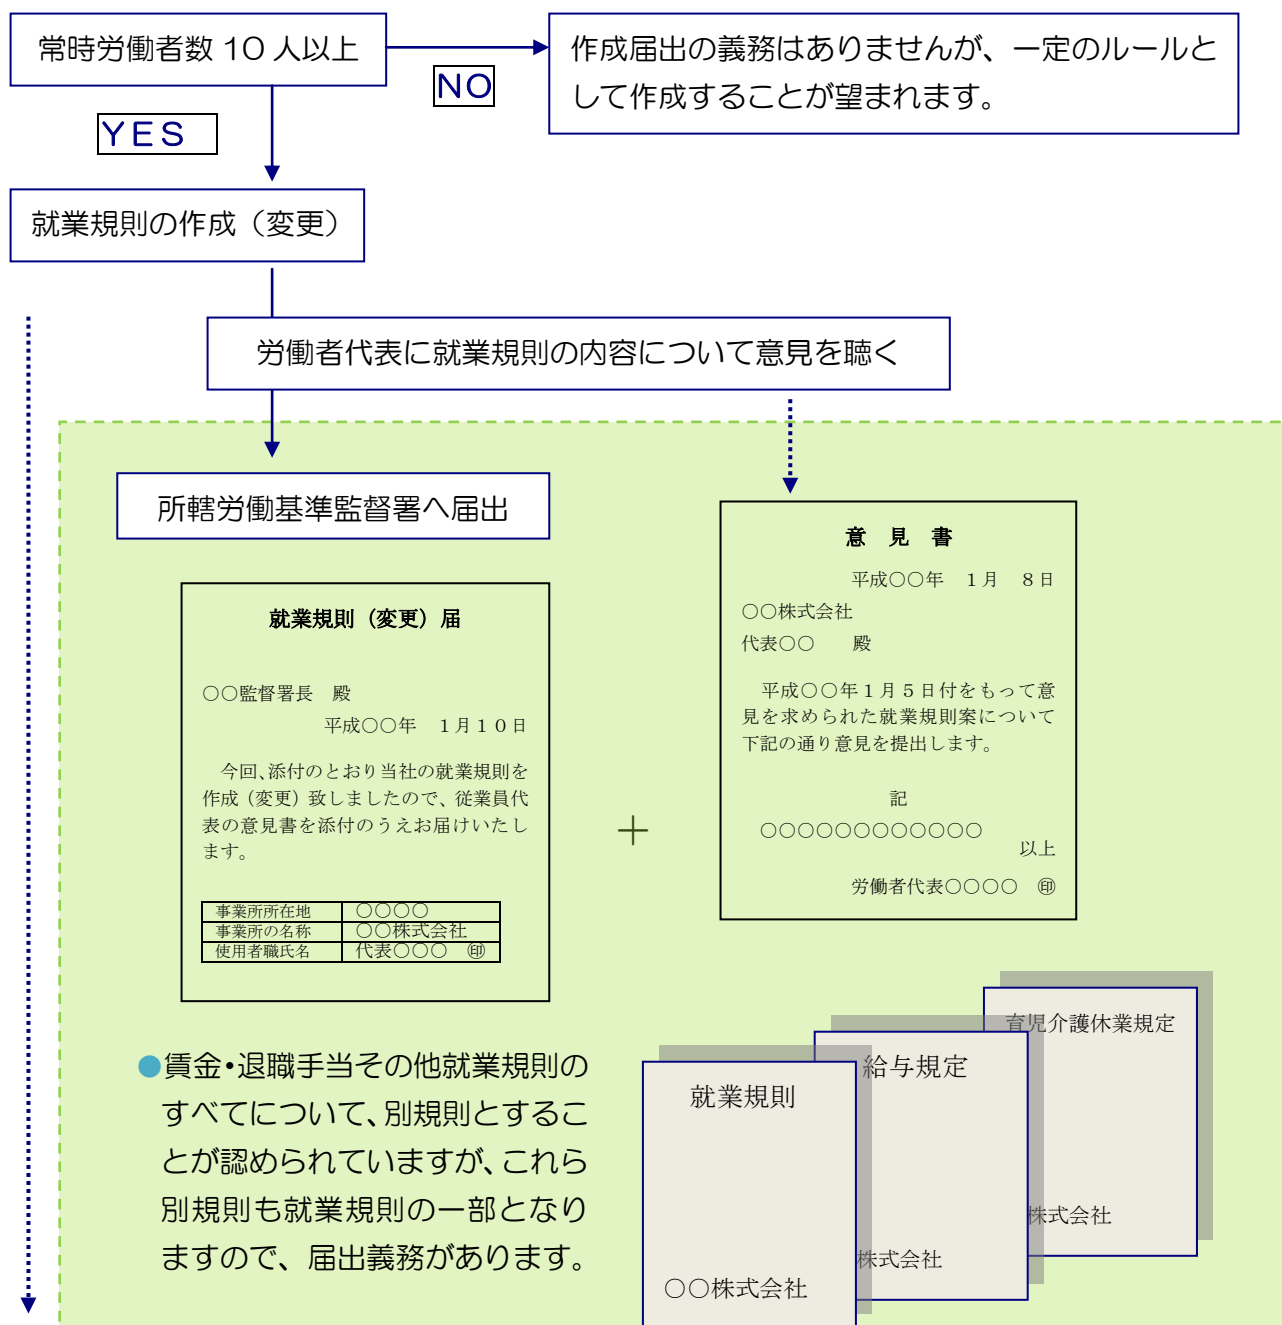 常時労働者数 10 人以上
作成届出の義務はありませんが、一定のルールと
して作成することが望まれます。
NO
YES
就業規則の作成（変更）
労働者代表に就業規則の内容について意見を聴く
所轄労働基準監督署へ届出
就業規則（変更）届
〇〇監督署長　殿
平成〇〇年　1月10日
今回、添付のとおり当社の就業規則を
作成（変更）致しましたので、従業員代
表の意見書を添付のうえお届けいたし
ます。
事業所所在地　〇〇〇〇
事業所の名称　〇〇株式会社
使用者職氏名　代表〇〇〇　㊞
＋
意　見　書
平成〇〇年　1月　8日
〇〇株式会社
代表〇〇　　殿
平成〇〇年1月5日付をもって意
見を求められた就業規則案について
下記の通り意見を提出します。
記
〇〇〇〇〇〇〇〇〇〇〇〇
以上
労働者代表〇〇〇〇　㊞
●賃金・退職手当その他就業規則の
すべてについて、別規則とするこ
とが認められていますが、これら
別規則も就業規則の一部となり
ますので、届出義務があります。
就業規則
〇〇株式会社
給与規定
株式会社
育児介護休業規定
株式会社